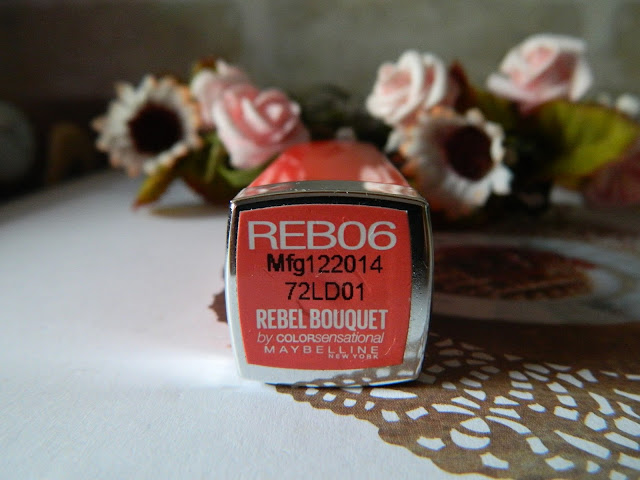 REB06
Mfg122014
72LD01
REBEL BOUQUET
by COLORsensational
MAYBELLINE
NEW YORK